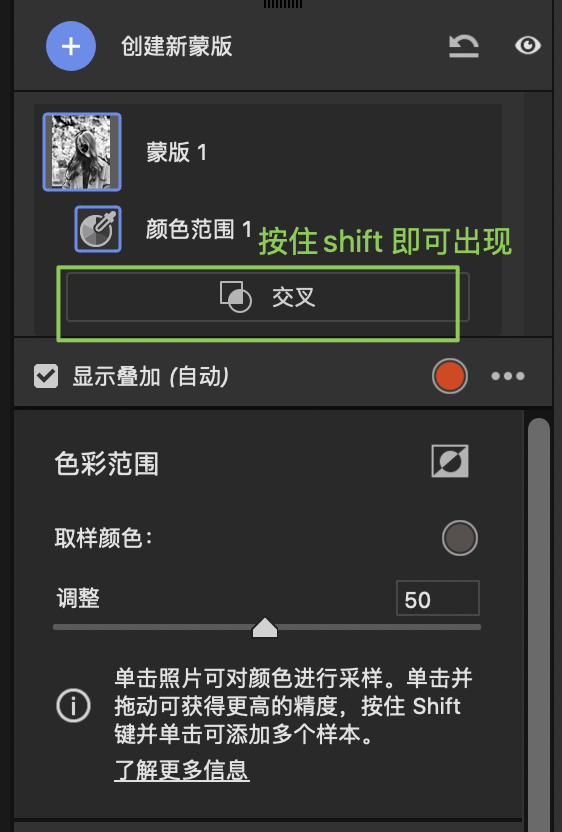 创建新蒙版
蒙版 1
颜色范围 1
按住 shift 即可出现
交叉
显示叠加 (自动)
色彩范围
取样颜色：
调整
50
单击照片可对颜色进行采样。单击并
拖动可获得更高的精度，按住 Shift
键并单击可添加多个样本。
了解更多信息